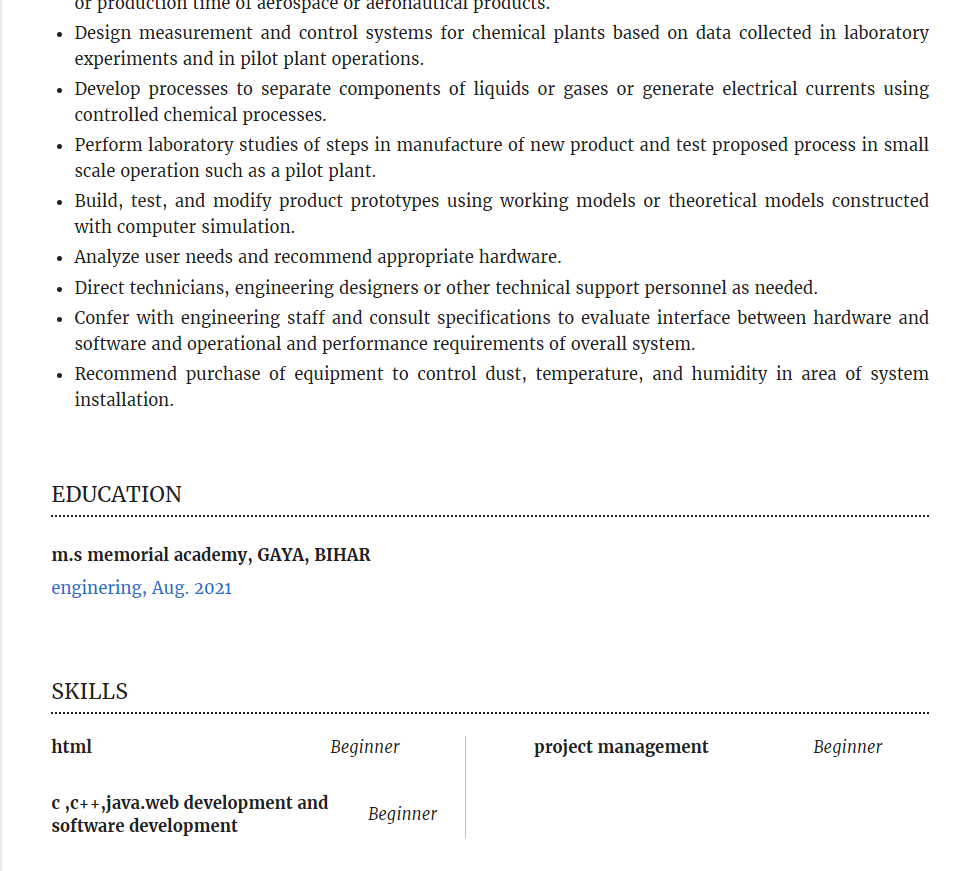 or production time of aerospace or aeronautical products.
• Design measurement and control systems for chemical plants based on data collected in laboratory
experiments and in pilot plant operations.
• Develop processes to separate components of liquids or gases or generate electrical currents using
controlled chemical processes.
• Perform laboratory studies of steps in manufacture of new product and test proposed process in small
scale operation such as a pilot plant.
• Build, test, and modify product prototypes using working models or theoretical models constructed
with computer simulation.
• Analyze user needs and recommend appropriate hardware.
• Direct technicians, engineering designers or other technical support personnel as needed.
• Confer with engineering staff and consult specifications to evaluate interface between hardware and
software and operational and performance requirements of overall system.
• Recommend purchase of equipment to control dust, temperature, and humidity in area of system
installation.
EDUCATION
m.s memorial academy, GAYA, BIHAR
enginering, Aug. 2021
SKILLS
html Beginner
c ,c++,java.web development and
software development Beginner
project management Beginner